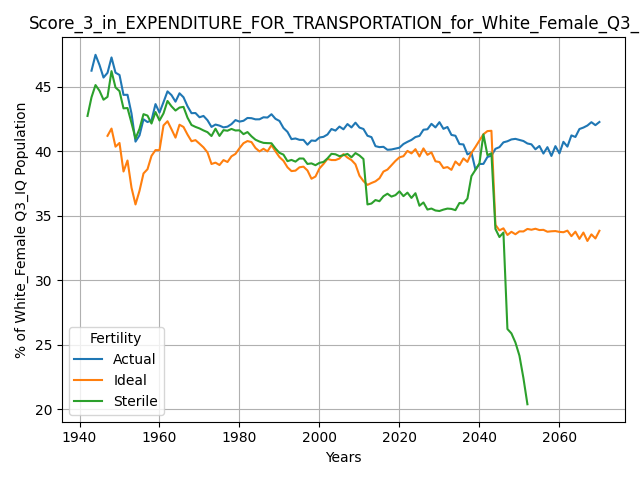 Score_3_in_EXPENDITURE_FOR_TRANSPORTATION_for_White_Female_Q3_
% of White_Female Q3_IQ Population
45
40
35
30
25
20
Fertility
Actual
Ideal
Sterile
1940 1960 1980 2000 2020 2040 2060
Years